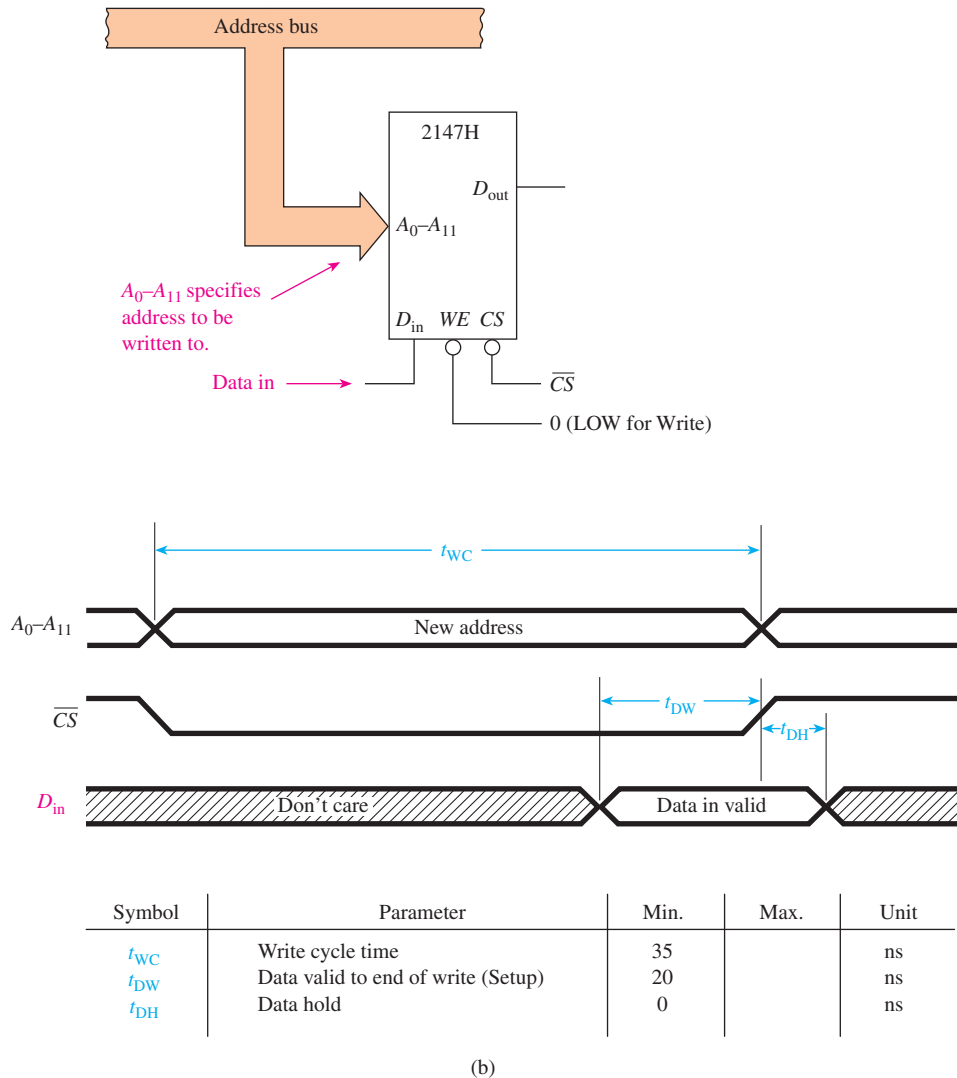 Address bus
2147H
D_out
A_0–A_11
A_0–A_11 specifies
address to be
written to.
D_in WE CS
Data in
C̅S̅
0 (LOW for Write)
t_WC
A_0–A_11
New address
C̅S̅
t_DW
t_DH
D_in
Don't care
Data in valid
Symbol Parameter Min. Max. Unit
t_WC Write cycle time 35 ns
t_DW Data valid to end of write (Setup) 20 ns
t_DH Data hold 0 ns
(b)